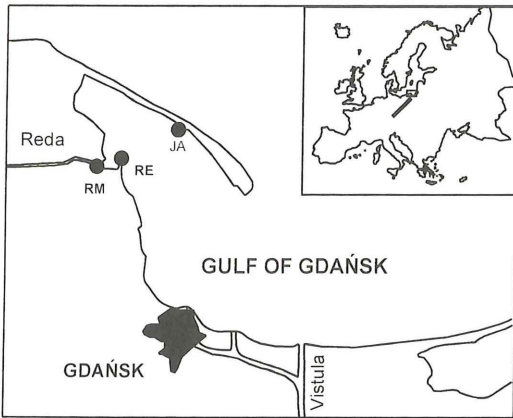 Reda
JA
RE
RM
GULF OF GDAŃSK
GDAŃSK
Vistula